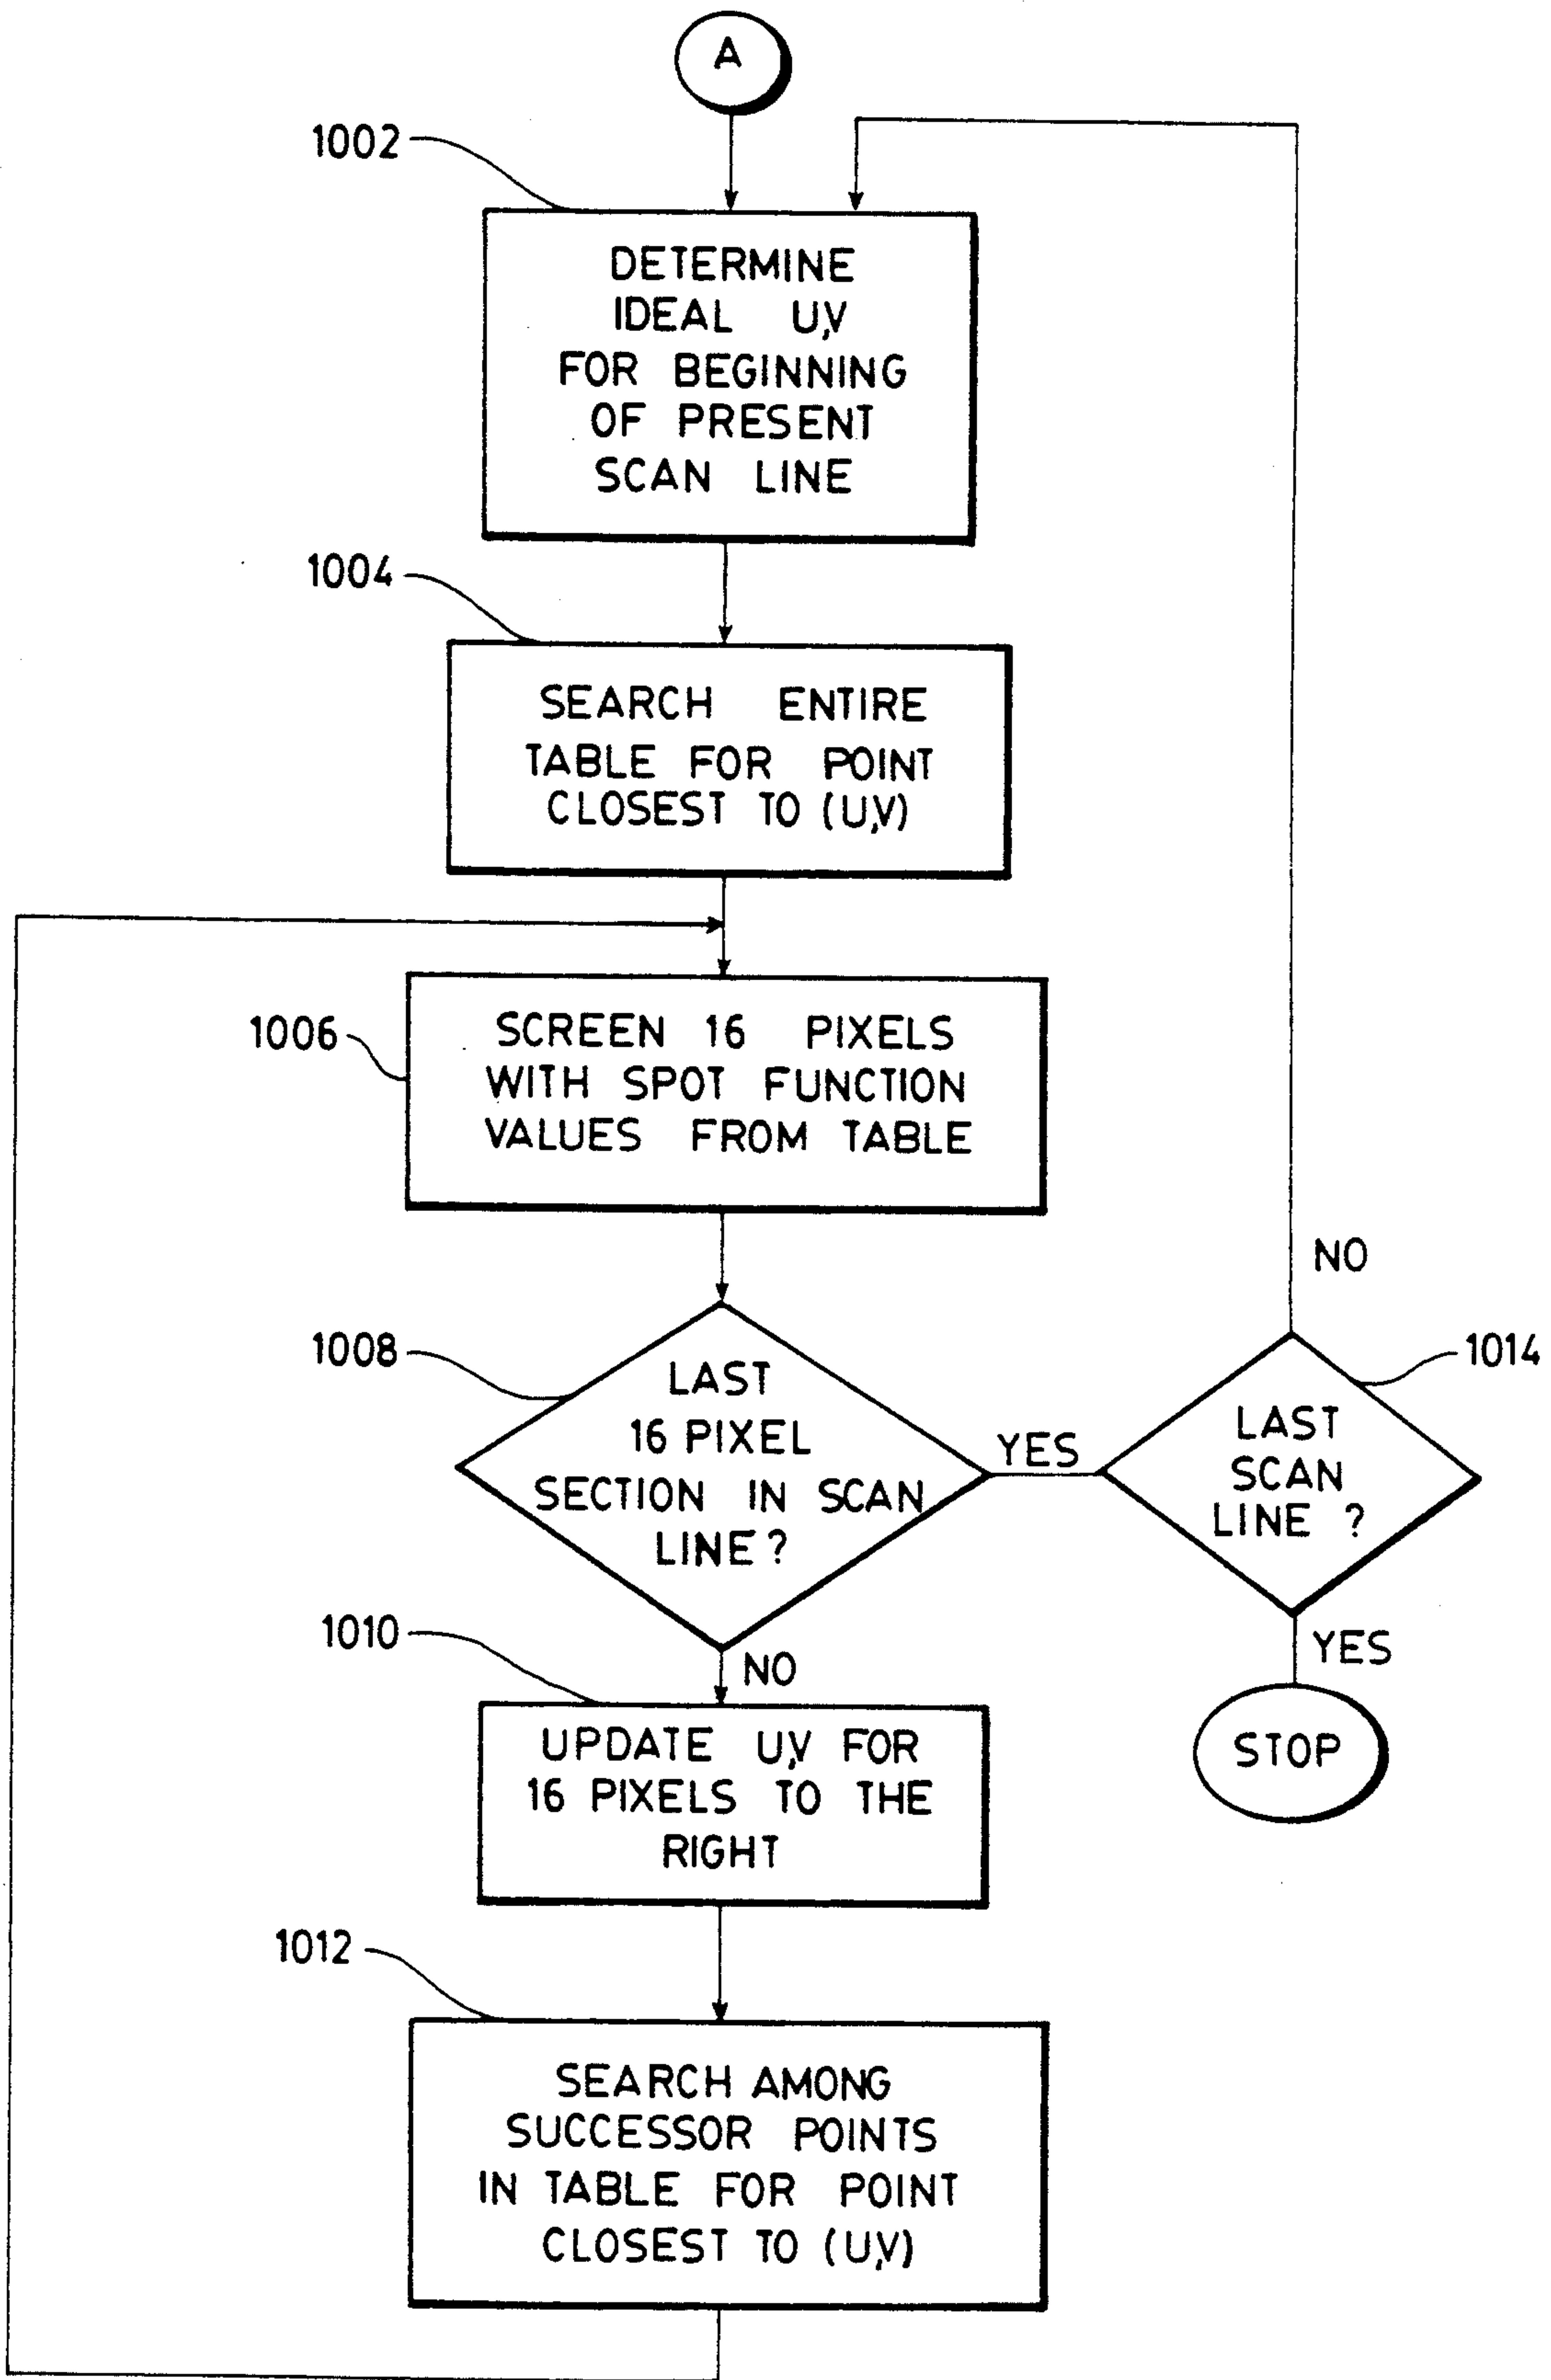 A
1002
DETERMINE
IDEAL U,V
FOR BEGINNING
OF PRESENT
SCAN LINE
1004
SEARCH ENTIRE
TABLE FOR POINT
CLOSEST TO (U,V)
1006
SCREEN 16 PIXELS
WITH SPOT FUNCTION
VALUES FROM TABLE
1008
LAST
16 PIXEL
SECTION IN SCAN
LINE?
YES
NO
1014
LAST
SCAN
LINE ?
YES
STOP
1010
NO
UPDATE U,V FOR
16 PIXELS TO THE
RIGHT
1012
SEARCH AMONG
SUCCESSOR POINTS
IN TABLE FOR POINT
CLOSEST TO (U,V)